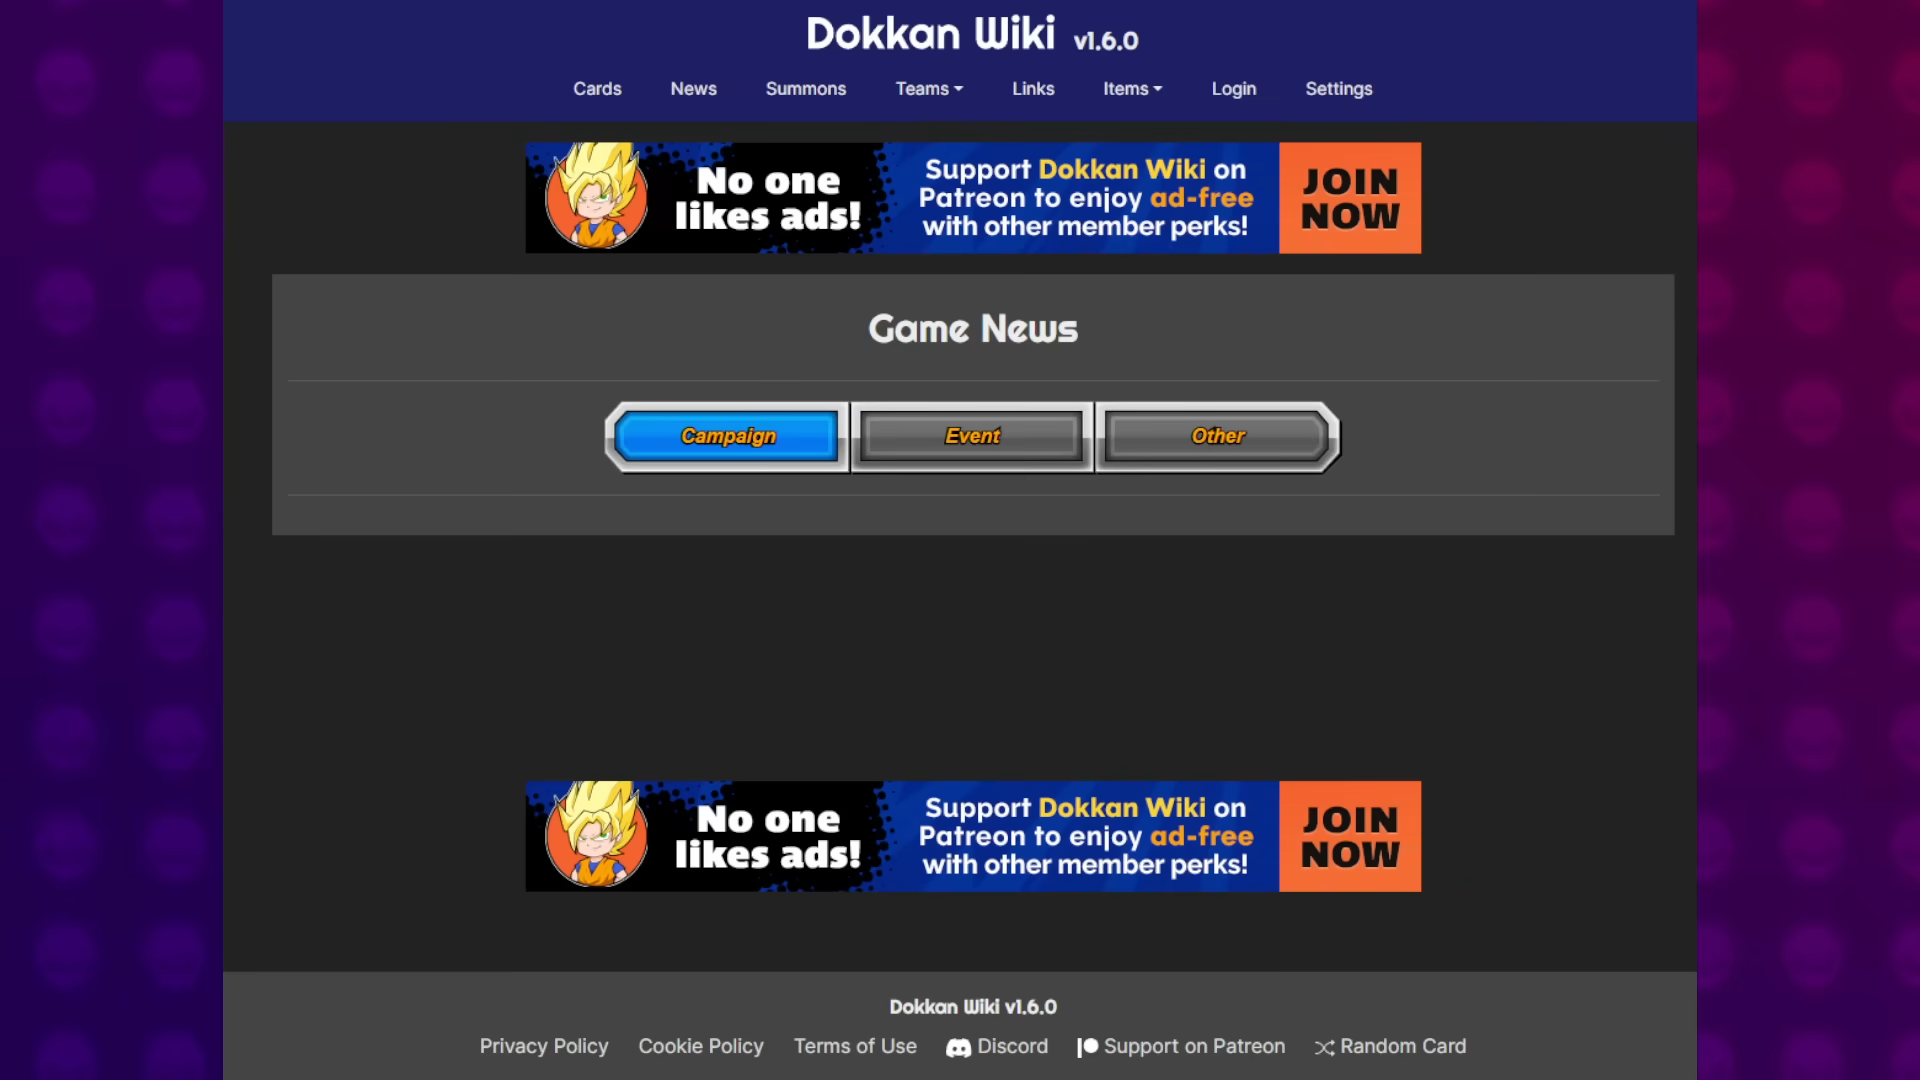 Dokkan Wiki v1.6.0
Cards News Summons Teams Links Items Login Settings
No one
likes ads!
Support Dokkan Wiki on
Patreon to enjoy ad-free
with other member perks!
JOIN
NOW
Game News
Campaign Event Other
No one
likes ads!
Support Dokkan Wiki on
Patreon to enjoy ad-free
with other member perks!
JOIN
NOW
Dokkan Wiki v1.6.0
Privacy Policy Cookie Policy Terms of Use Discord Support on Patreon Random Card